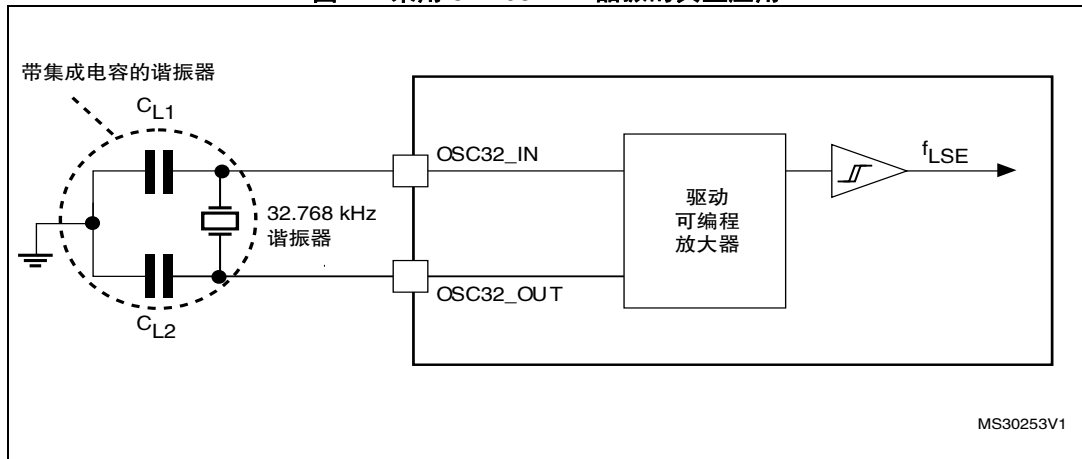 带集成电容的谐振器
CL1
OSC32_IN
fLSE
32.768 kHz
谐振器
驱动
可编程
放大器
OSC32_OUT
CL2
MS30253V1